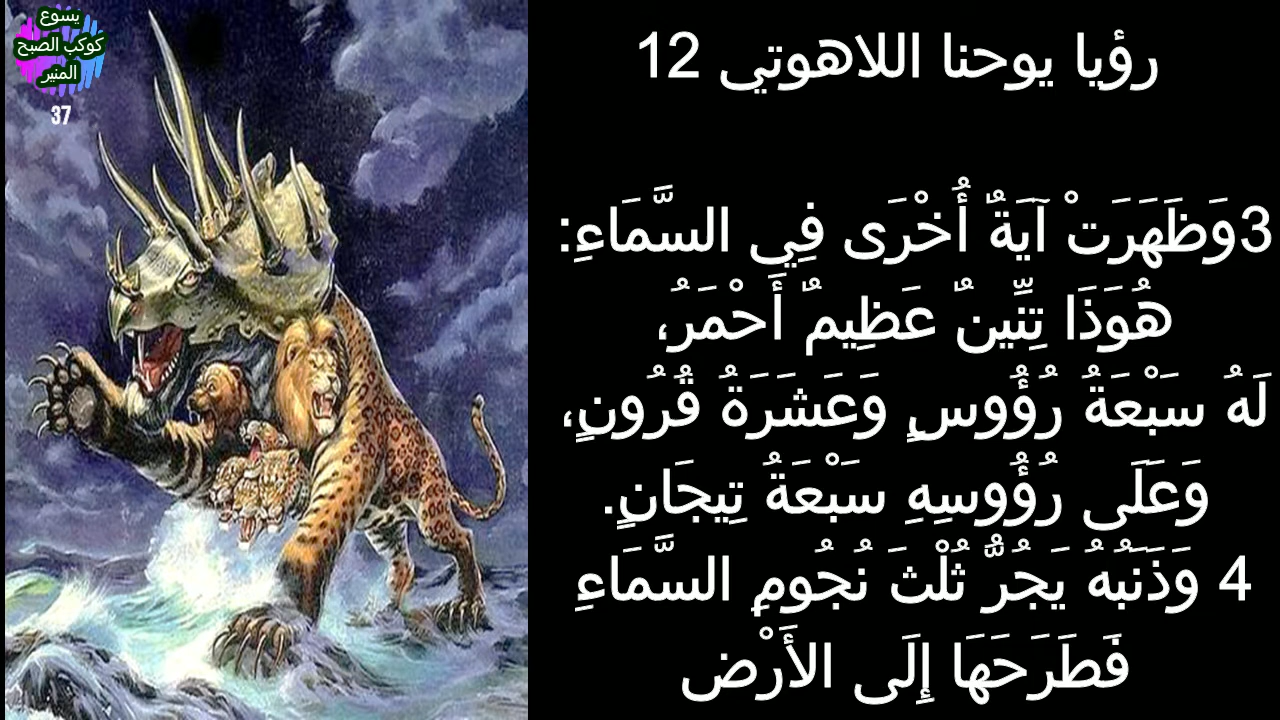 يسوع
كوكب الصبح
المنير
37
رؤيا يوحنا اللاهوتي 12
3وَظَهَرَتْ آيَةٌ أُخْرَى فِي السَّمَاءِ:
هُوَذَا تِنِّينٌ عَظِيمٌ أَحْمَرُ،
لَهُ سَبْعَةُ رُؤُوسٍ وَعَشَرَةُ قُرُونٍ،
وَعَلَى رُؤُوسِهِ سَبْعَةُ تِيجَانٍ.
4 وَذَنَبُهُ يَجُرُّ ثُلْثَ نُجُومِ السَّمَاءِ
فَطَرَحَهَا إِلَى الأَرْض